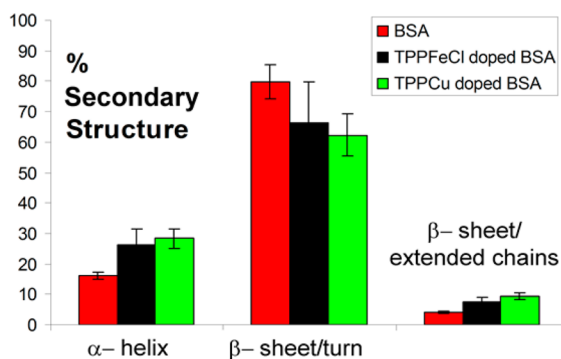 100
90
80
70
60
50
40
30
20
10
0
%
Secondary
Structure
BSA
TPPFeCl doped BSA
TPPCu doped BSA
β– sheet/
extended chains
α– helix
β– sheet/turn